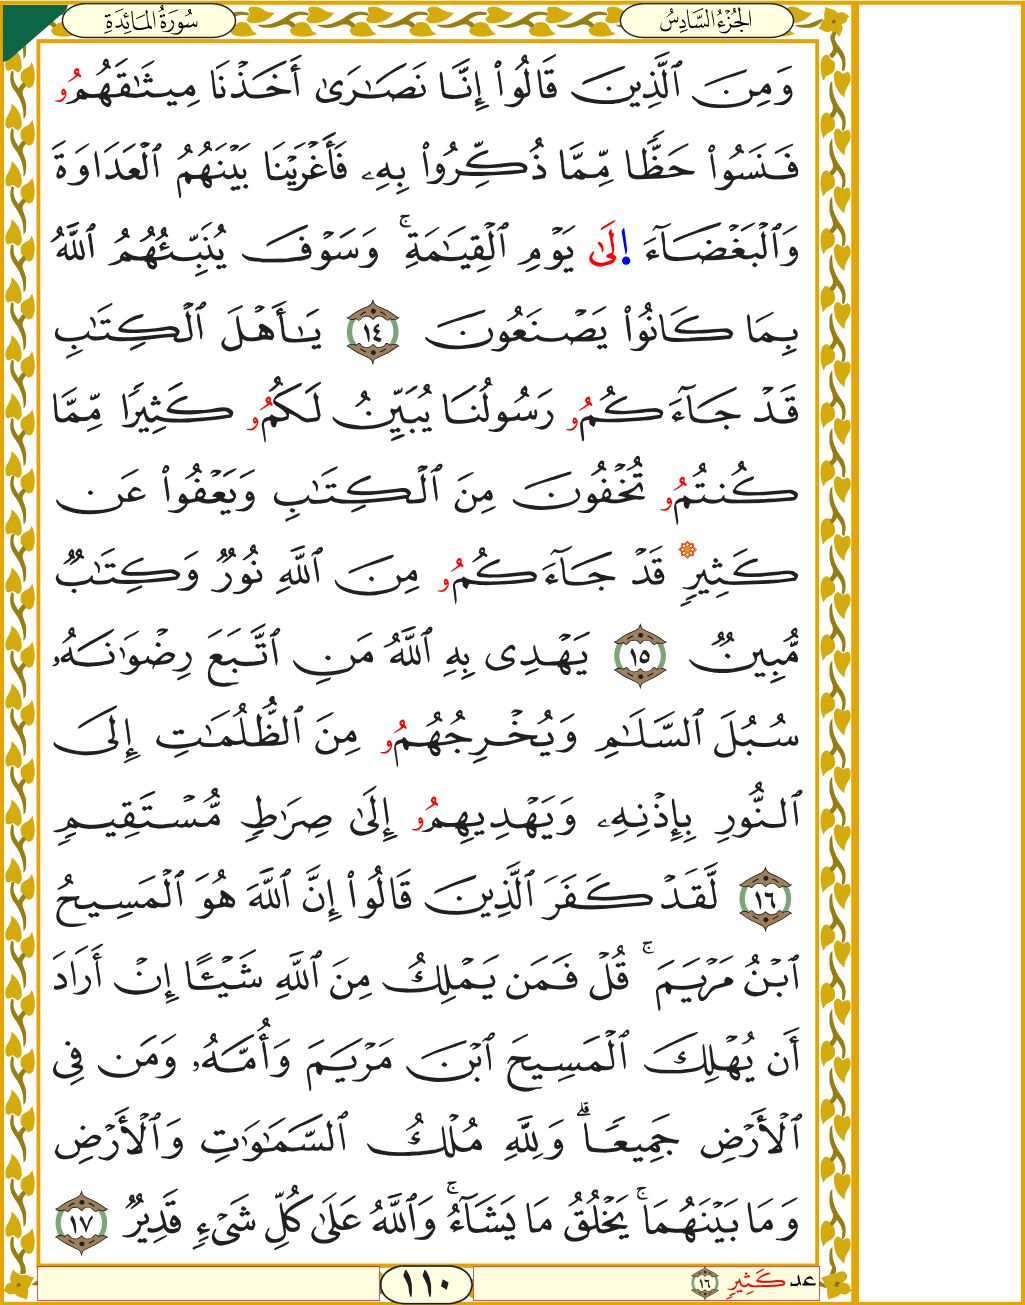 الجُزْءُ السَّادِسُ
سُورَةُ المَائِدَةِ
وَمِنَ ٱلَّذِينَ قَالُوٓا۟ إِنَّا نَصَـٰرَىٰٓ أَخَذْنَا مِيثَـٰقَهُمُو
فَنَسُوا۟ حَظًّا مِّمَّا ذُكِّرُوا۟ بِهِۦ فَأَغْرَيْنَا بَيْنَهُمُ ٱلْعَدَاوَةَ
وَٱلْبَغْضَآءَ اِ۬لَىٰ يَوْمِ ٱلْقِيَـٰمَةِۚ وَسَوْفَ يُنَبِّئُهُمُ ٱللَّهُ
بِمَا كَانُوا۟ يَصْنَعُونَ ١٤ يَـٰأَهْلَ ٱلْكِتَـٰبِ
قَدْ جَآءَكُمُو رَسُولُنَا يُبَيِّنُ لَكُمُو كَثِيرًا مِّمَّا
كُنتُمُو تُخْفُونَ مِنَ ٱلْكِتَـٰبِ وَيَعْفُوا۟ عَن
كَثِيرٍ قَدْ جَآءَكُمُو مِنَ ٱللَّهِ نُورٌ وَكِتَـٰبٌ
مُّبِينٌ ١٥ يَهْدِى بِهِ ٱللَّهُ مَنِ ٱتَّبَعَ رِضْوَٰنَهُۥ
سُبُلَ ٱلسَّلَـٰمِ وَيُخْرِجُهُمُو مِنَ ٱلظُّلُمَـٰتِ إِلَى
ٱلنُّورِ بِإِذْنِهِۦ وَيَهْدِيهِمُو إِلَىٰ صِرَٰطٍ مُّسْتَقِيمٍ
١٦ لَّقَدْ كَفَرَ ٱلَّذِينَ قَالُوٓا۟ إِنَّ ٱللَّهَ هُوَ ٱلْمَسِيحُ
ٱبْنُ مَرْيَمَۚ قُلْ فَمَن يَمْلِكُ مِنَ ٱللَّهِ شَيْـًٔا إِنْ أَرَادَ
أَن يُهْلِكَ ٱلْمَسِيحَ ٱبْنَ مَرْيَمَ وَأُمَّهُۥ وَمَن فِى
ٱلْأَرْضِ جَمِيعًاۗ وَلِلَّهِ مُلْكُ ٱلسَّمَـٰوَٰتِ وَٱلْأَرْضِ
وَمَا بَيْنَهُمَاۚ يَخْلُقُ مَا يَشَآءُۚ وَٱللَّهُ عَلَىٰ كُلِّ شَىْءٍ قَدِيرٌ ١٧
عد كَثِيرٍ ١٦
١١٠